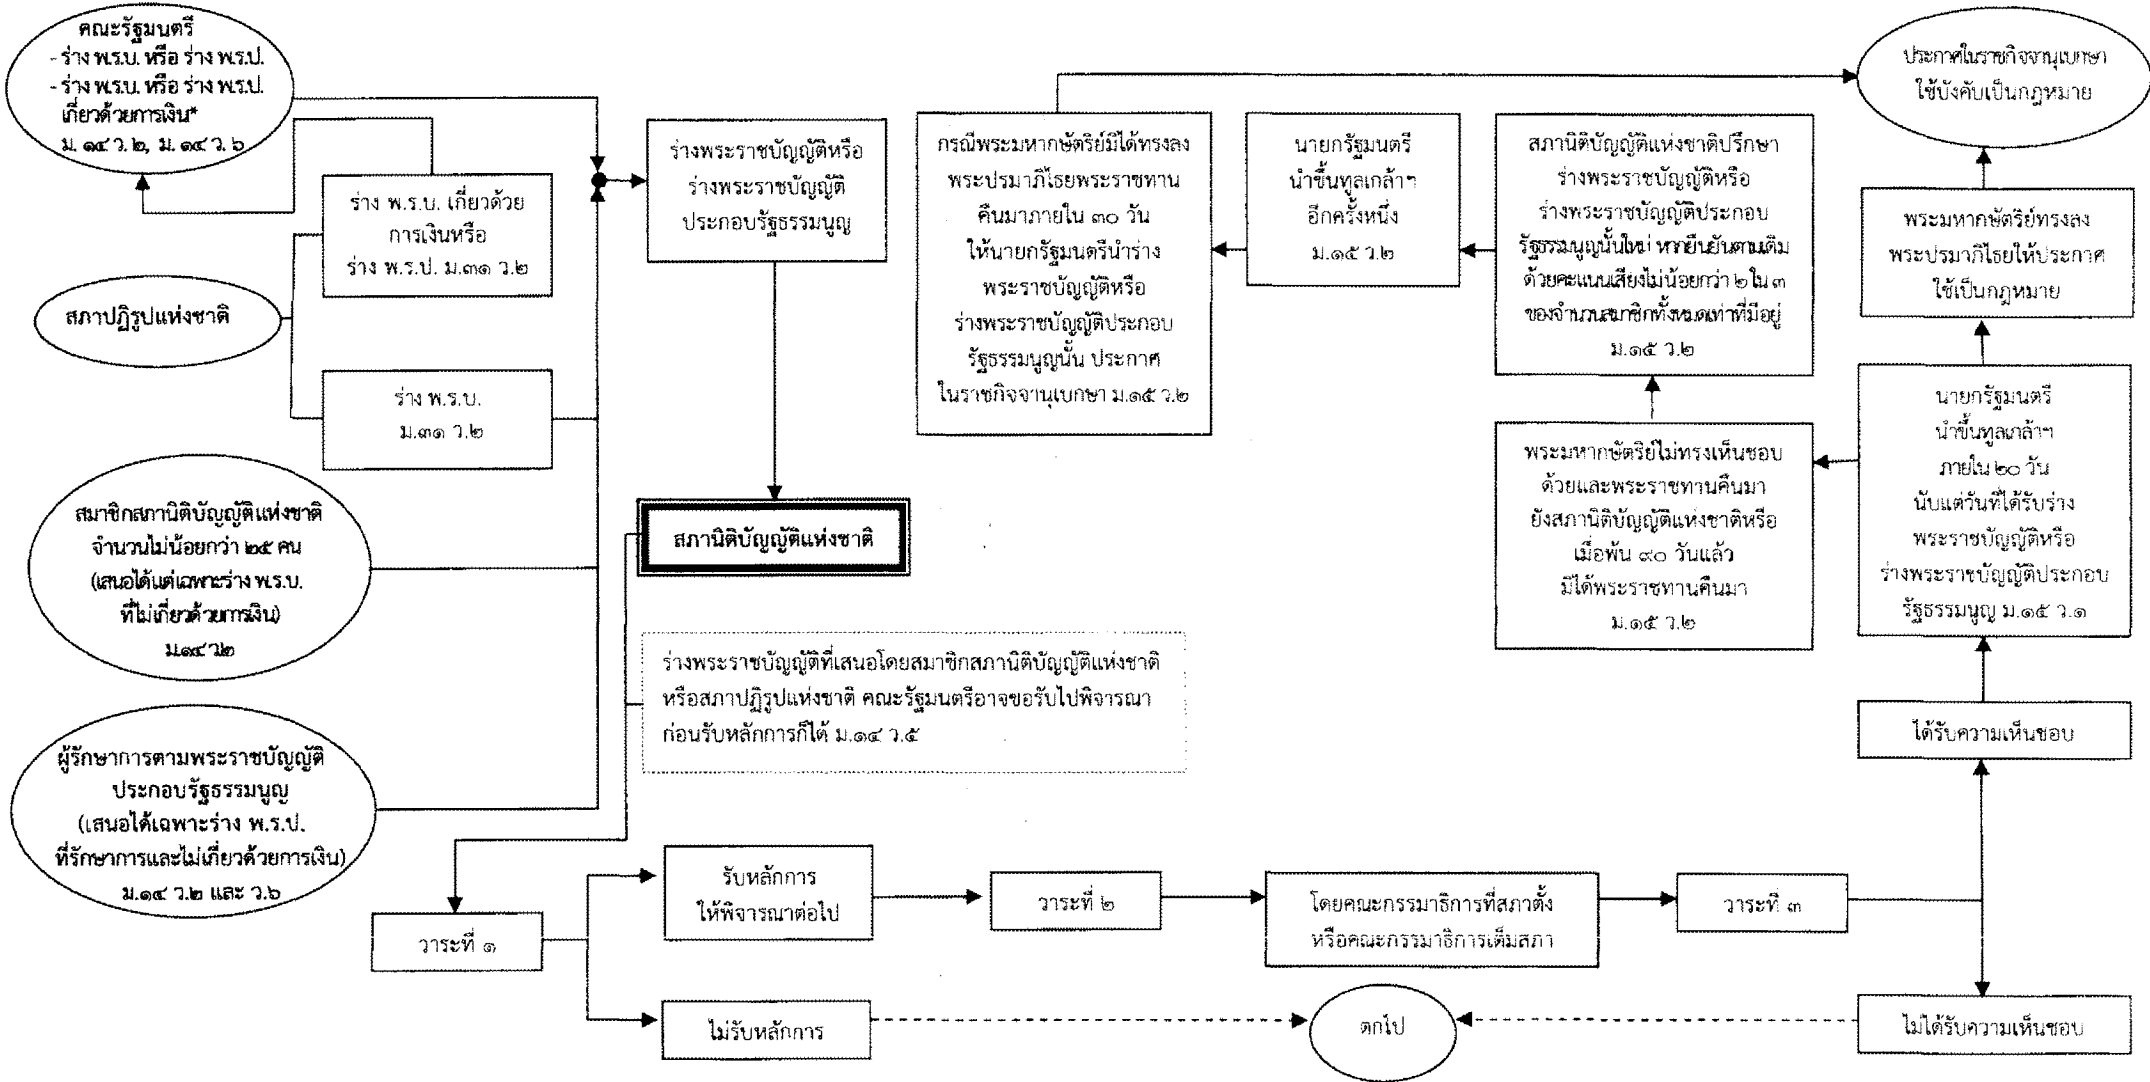 คณะรัฐมนตรี
- ร่าง พ.ร.บ. หรือ ร่าง พ.ร.ป.
- ร่าง พ.ร.บ. หรือ ร่าง พ.ร.ป.
เกี่ยวด้วยการเงิน*
ม. ๑๔ ว. ๒, ม. ๑๔ ว. ๖
ร่าง พ.ร.บ. เกี่ยวด้วย
การเงินหรือ
ร่าง พ.ร.ป. ม.๓๑ ว.๒
สภาปฏิรูปแห่งชาติ
ร่าง พ.ร.บ.
ม.๓๑ ว.๒
สมาชิกสภานิติบัญญัติแห่งชาติ
จำนวนไม่น้อยกว่า ๒๕ คน
(เสนอได้แต่เฉพาะร่าง พ.ร.บ.
ที่ไม่เกี่ยวด้วยการเงิน)
ม.๑๔ ว.๒
ผู้รักษาการตามพระราชบัญญัติ
ประกอบรัฐธรรมนูญ
(เสนอได้เฉพาะร่าง พ.ร.ป.
ที่รักษาการและไม่เกี่ยวด้วยการเงิน)
ม.๑๔ ว.๒ และ ว.๖
ร่างพระราชบัญญัติหรือ
ร่างพระราชบัญญัติ
ประกอบรัฐธรรมนูญ
สภานิติบัญญัติแห่งชาติ
ร่างพระราชบัญญัติที่เสนอโดยสมาชิกสภานิติบัญญัติแห่งชาติ
หรือสภาปฏิรูปแห่งชาติ คณะรัฐมนตรีอาจขอรับไปพิจารณา
ก่อนรับหลักการก็ได้ ม.๑๔ ว.๕
วาระที่ ๑
รับหลักการ
ให้พิจารณาต่อไป
ไม่รับหลักการ
วาระที่ ๒
โดยคณะกรรมาธิการที่สภาตั้ง
หรือคณะกรรมาธิการเต็มสภา
วาระที่ ๓
ตกไป
ได้รับความเห็นชอบ
ไม่ได้รับความเห็นชอบ
นายกรัฐมนตรี
นำขึ้นทูลเกล้าฯ
ภายใน ๒๐ วัน
นับแต่วันที่ได้รับร่าง
พระราชบัญญัติหรือ
ร่างพระราชบัญญัติประกอบ
รัฐธรรมนูญ ม.๑๕ ว.๑
พระมหากษัตริย์ทรงลง
พระปรมาภิไธยให้ประกาศ
ใช้เป็นกฎหมาย
ประกาศในราชกิจจานุเบกษา
ใช้บังคับเป็นกฎหมาย
พระมหากษัตริย์ไม่ทรงเห็นชอบ
ด้วยและพระราชทานคืนมา
ยังสภานิติบัญญัติแห่งชาติหรือ
เมื่อพ้น ๙๐ วันแล้ว
มิได้พระราชทานคืนมา
ม.๑๕ ว.๒
สภานิติบัญญัติแห่งชาติปรึกษา
ร่างพระราชบัญญัติหรือ
ร่างพระราชบัญญัติประกอบ
รัฐธรรมนูญนั้นใหม่ หากยืนยันตามเดิม
ด้วยคะแนนเสียงไม่น้อยกว่า ๒ ใน ๓
ของจำนวนสมาชิกทั้งหมดเท่าที่มีอยู่
ม.๑๕ ว.๒
นายกรัฐมนตรี
นำขึ้นทูลเกล้าฯ
อีกครั้งหนึ่ง
ม.๑๕ ว.๒
กรณีพระมหากษัตริย์มิได้ทรงลง
พระปรมาภิไธยพระราชทาน
คืนมาภายใน ๓๐ วัน
ให้นายกรัฐมนตรีนำร่าง
พระราชบัญญัติหรือ
ร่างพระราชบัญญัติประกอบ
รัฐธรรมนูญนั้น ประกาศ
ในราชกิจจานุเบกษา ม.๑๕ ว.๒